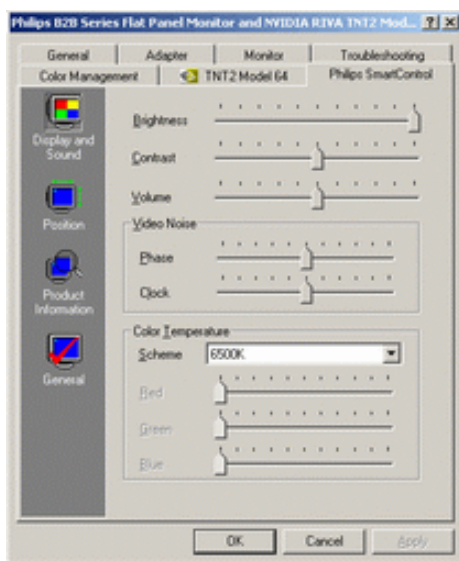 Philips B2B Series Flat Panel Monitor and NVIDIA RIVA TNT2 Mod...
General Adapter Monitor Troubleshooting
Color Management TNT2 Model 64 Philips SmartControl
Display and
Sound
Position
Product
Information
General
Brightness
Contrast
Volume
Video Noise
Phase
Clock
Color Temperature
Scheme 6500K
Red
Green
Blue
OK Cancel Apply